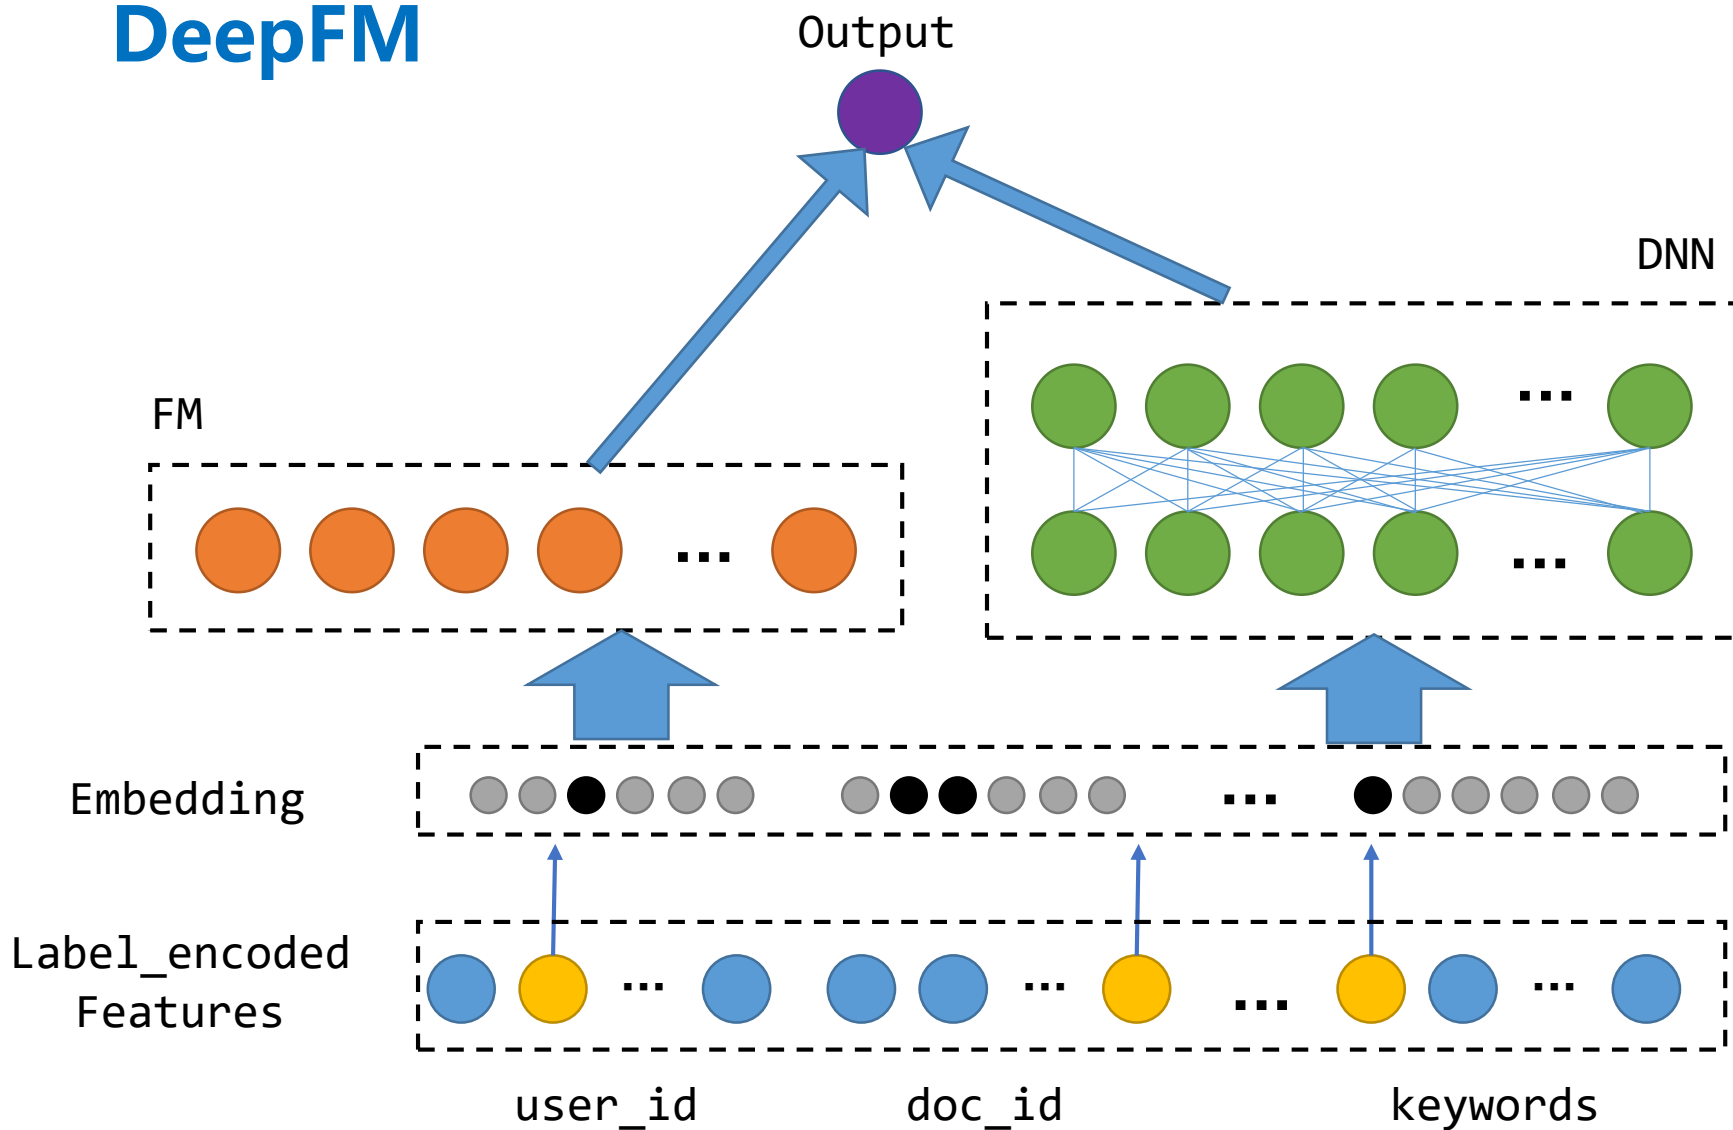 DeepFM
Output
DNN
FM
...
...
...
Embedding
...
Label_encoded
Features
...
...
...
...
user_id
doc_id
keywords